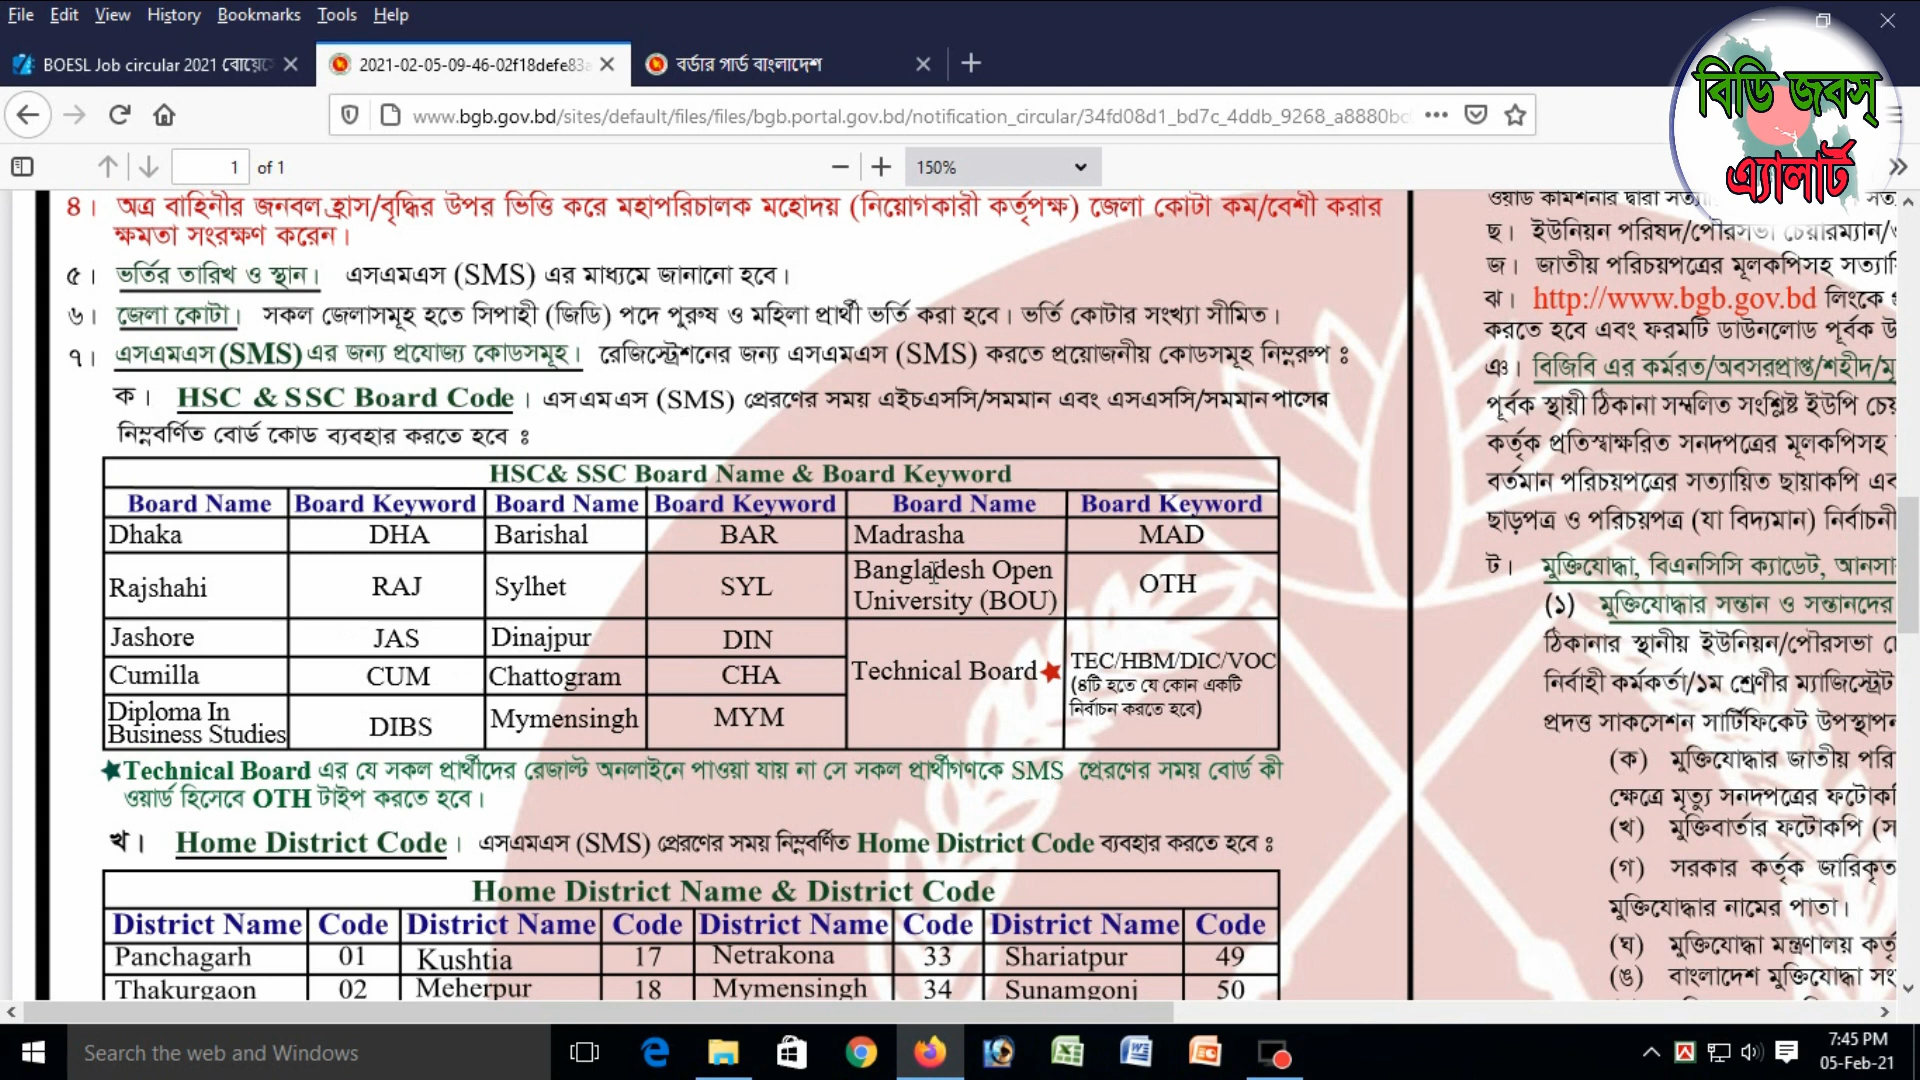 File Edit View History Bookmarks Tools Help
BOESL Job circular 2021
2021-02-05-09-46-02f18defe83
বর্ডার গার্ড বাংলাদেশ
www.bgb.gov.bd/sites/default/files/files/bgb.portal.gov.bd/notification_circular/34fd08d1_bd7c_4ddb_9268_a8880bc
বিডি জবস্
এ্যালার্ট
1 of 1
150%
৪। অত্র বাহিনীর জনবল হ্রাস/বৃদ্ধির উপর ভিত্তি করে মহাপরিচালক মহোদয় (নিয়োগকারী কর্তৃপক্ষ) জেলা কোটা কম/বেশী করার
ক্ষমতা সংরক্ষণ করেন।
৫। ভর্তির তারিখ ও স্থান। এসএমএস (SMS) এর মাধ্যমে জানানো হবে।
৬। জেলা কোটা। সকল জেলাসমূহ হতে সিপাহী (জিডি) পদে পুরুষ ও মহিলা প্রার্থী ভর্তি করা হবে। ভর্তি কোটার সংখ্যা সীমিত।
৭। এসএমএস (SMS) এর জন্য প্রযোজ্য কোডসমূহ। রেজিস্ট্রেশনের জন্য এসএমএস (SMS) করতে প্রয়োজনীয় কোডসমূহ নিম্নরুপ ঃ
ক। HSC & SSC Board Code। এসএমএস (SMS) প্রেরণের সময় এইচএসসি/সমমান এবং এসএসসি/সমমান পাসের
নিম্নবর্ণিত বোর্ড কোড ব্যবহার করতে হবে ঃ
HSC& SSC Board Name & Board Keyword
Board Name Board Keyword Board Name Board Keyword Board Name Board Keyword
Dhaka DHA Barishal BAR Madrasha MAD
Rajshahi RAJ Sylhet SYL Bangladesh Open University (BOU) OTH
Jashore JAS Dinajpur DIN
Cumilla CUM Chattogram CHA Technical Board TEC/HBM/DIC/VOC
(৪টি হতে যে কোন একটি
নির্বাচন করতে হবে)
Diploma In Business Studies DIBS Mymensingh MYM
Technical Board এর যে সকল প্রার্থীদের রেজাল্ট অনলাইনে পাওয়া যায় না সে সকল প্রার্থীগণকে SMS প্রেরণের সময় বোর্ড কী
ওয়ার্ড হিসেবে OTH টাইপ করতে হবে।
খ। Home District Code। এসএমএস (SMS) প্রেরণের সময় নিম্নবর্ণিত Home District Code ব্যবহার করতে হবে ঃ
Home District Name & District Code
District Name Code District Name Code District Name Code District Name Code
Panchagarh 01 Kushtia 17 Netrakona 33 Shariatpur 49
Thakurgaon 02 Meherpur 18 Mymensingh 34 Sunamgonj 50
ওয়ার্ড কমিশনার দ্বারা
ছ। ইউনিয়ন পরিষদ/পৌরসভা চেয়ারম্যান/
জ। জাতীয় পরিচয়পত্রের মূলকপিসহ
ঝ। http://www.bgb.gov.bd লিংকে
করতে হবে এবং ফরমটি ডাউনলোড পূর্বক
ঞ। বিজিবি এর কর্মরত/অবসরপ্রাপ্ত/শহীদ/
পূর্বক স্থায়ী ঠিকানা সম্বলিত সংশ্লিষ্ট ইউপি
কর্তৃক প্রতিস্বাক্ষরিত সনদপত্রের মূলকপিসহ
বর্তমান পরিচয়পত্রের সত্যায়িত ছায়াকপি
ছাড়পত্র ও পরিচয়পত্র (যা বিদ্যমান)
ট। মুক্তিযোদ্ধা, বিএনসিসি ক্যাডেট,
(১) মুক্তিযোদ্ধার সন্তান ও সন্তানদের
ঠিকানার স্থানীয় ইউনিয়ন/পৌরসভা
নির্বাহী কর্মকর্তা/১ম শ্রেণীর ম্যাজিস্ট্রেট
প্রদত্ত সাকসেশন সার্টিফিকেট
(ক) মুক্তিযোদ্ধার জাতীয়
ক্ষেত্রে মৃত্যু সনদপত্রের
(খ) মুক্তিবার্তার ফটোকপি
(গ) সরকার কর্তৃক
মুক্তিযোদ্ধার নামের পাতা।
(ঘ) মুক্তিযোদ্ধা মন্ত্রণালয়
(ঙ) বাংলাদেশ মুক্তিযোদ্ধা
Search the web and Windows
7:45 PM
05-Feb-21